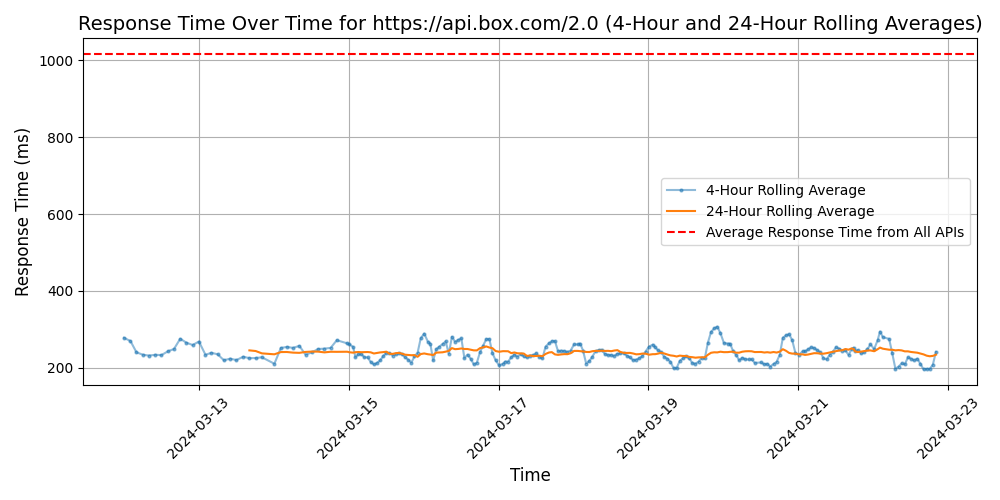 Response Time Over Time for https://api.box.com/2.0 (4-Hour and 24-Hour Rolling Averages)
Response Time (ms)
1000
800
600
400
200
4-Hour Rolling Average
24-Hour Rolling Average
Average Response Time from All APIs
2024-03-13
2024-03-15
2024-03-17
2024-03-19
2024-03-21
2024-03-23
Time